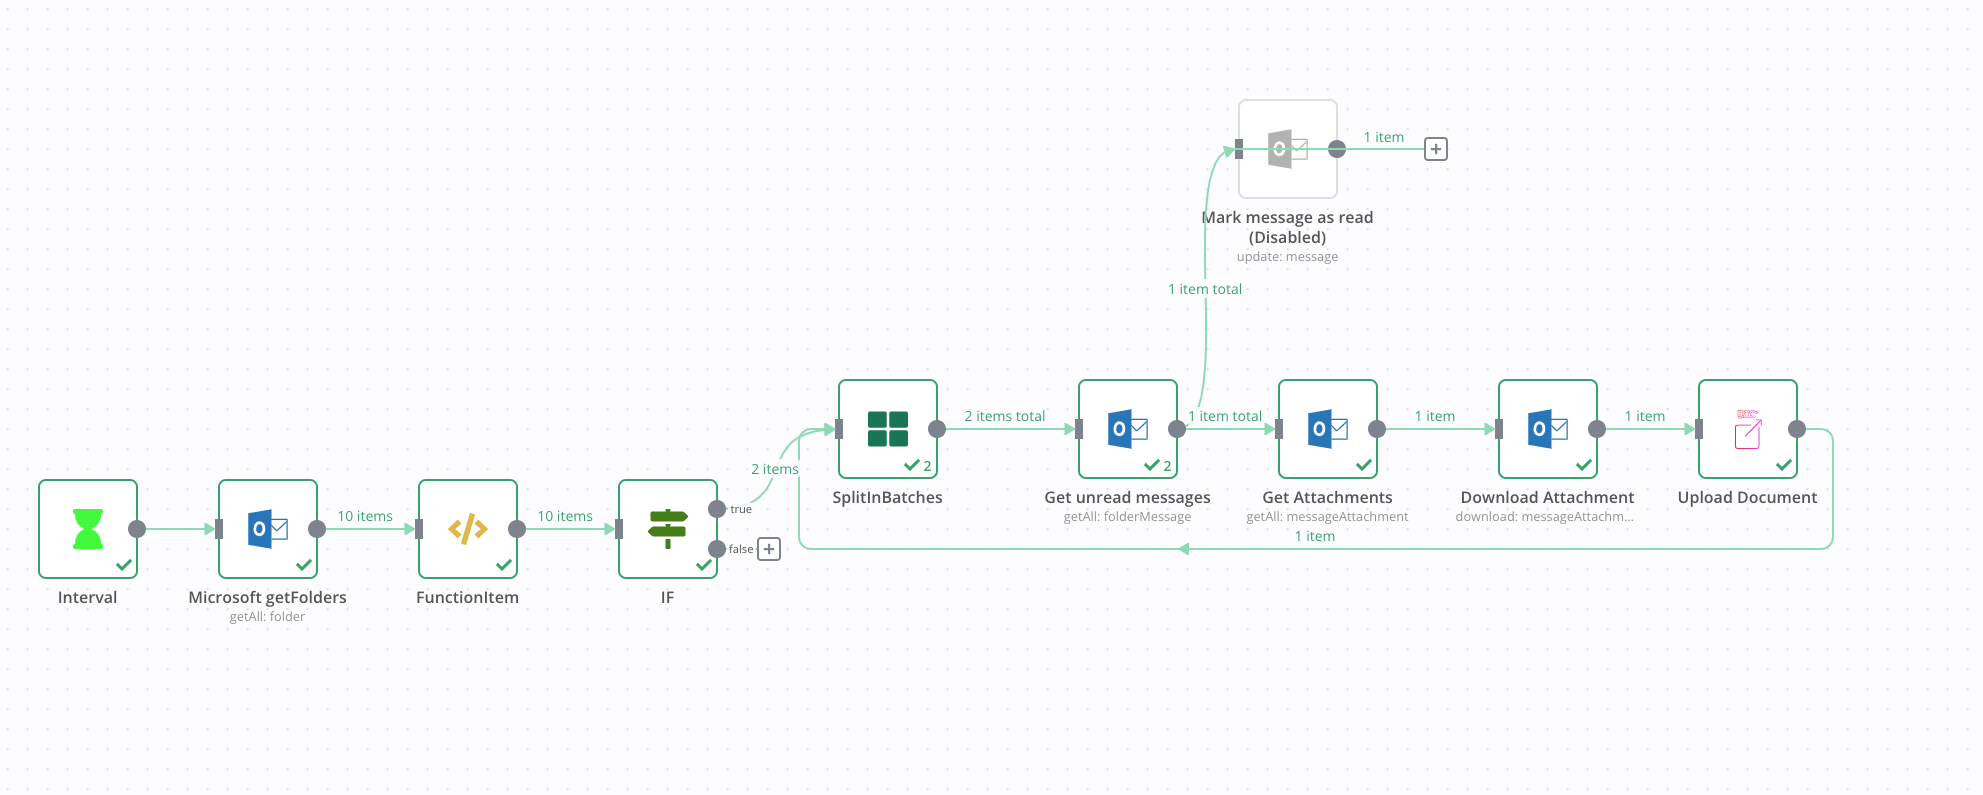 1 item
Mark message as read
(Disabled)
update: message
1 item total
2 items total
1 item total
1 item
1 item
2 items
2
2
SplitInBatches
Get unread messages
getAll: folderMessage
Get Attachments
getAll: messageAttachment
Download Attachment
download: messageAttachm...
Upload Document
1 item
10 items
10 items
true
false
Interval
Microsoft getFolders
getAll: folder
FunctionItem
IF